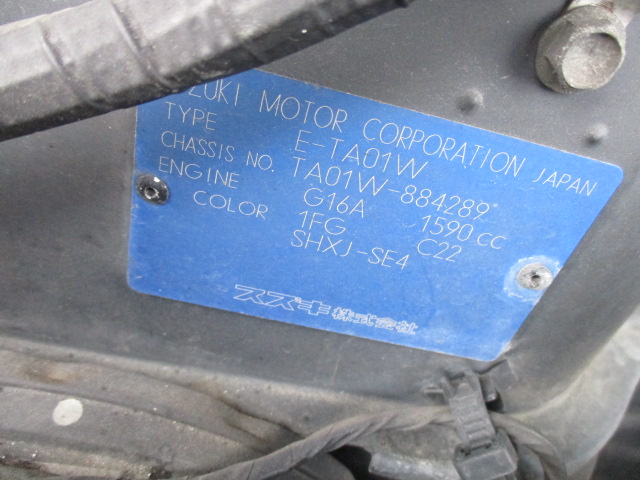 ZUKI MOTOR CORPORATION JAPAN
TYPE E-TA01W
CHASSIS NO. TA01W-884289
ENGINE G16A 1590 cc
COLOR 1FG C22
SHXJ-SE4
スズキ株式会社